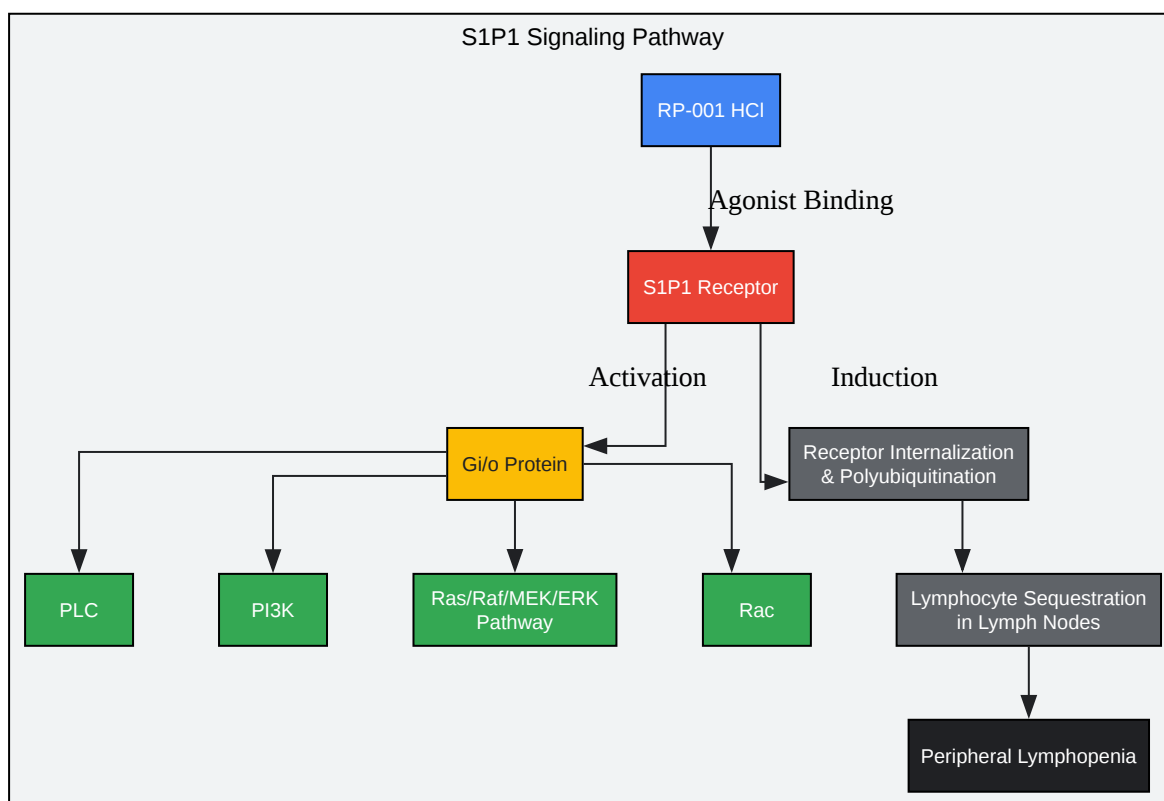 S1P1 Signaling Pathway
RP-001 HCl
Agonist Binding
S1P1 Receptor
Activation
Induction
Gi/o Protein
Receptor Internalization
& Polyubiquitination
PLC
PI3K
Ras/Raf/MEK/ERK
Pathway
Rac
Lymphocyte Sequestration
in Lymph Nodes
Peripheral Lymphopenia